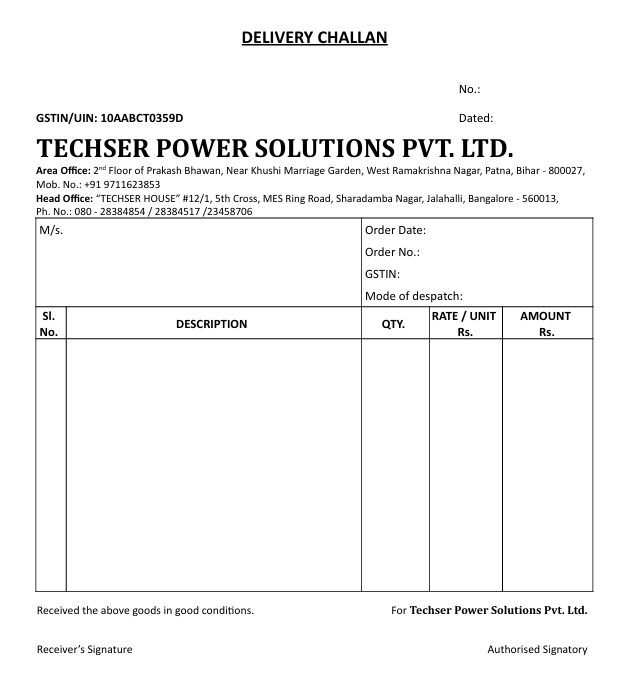 DELIVERY CHALLAN
No.:
GSTIN/UIN: 10AABCT0359D
Dated:
TECHSER POWER SOLUTIONS PVT. LTD.
Area Office: 2nd Floor of Prakash Bhawan, Near Khushi Marriage Garden, West Ramakrishna Nagar, Patna, Bihar - 800027,
Mob. No.: +91 9711623853
Head Office: “TECHSER HOUSE” #12/1, 5th Cross, MES Ring Road, Sharadamba Nagar, Jalahalli, Bangalore - 560013,
Ph. No.: 080 - 28384854 / 28384517 /23458706
M/s.
Order Date:
Order No.:
GSTIN:
Mode of despatch:
Sl.
No.
DESCRIPTION
QTY.
RATE / UNIT
Rs.
AMOUNT
Rs.
Received the above goods in good conditions.
For Techser Power Solutions Pvt. Ltd.
Receiver’s Signature
Authorised Signatory